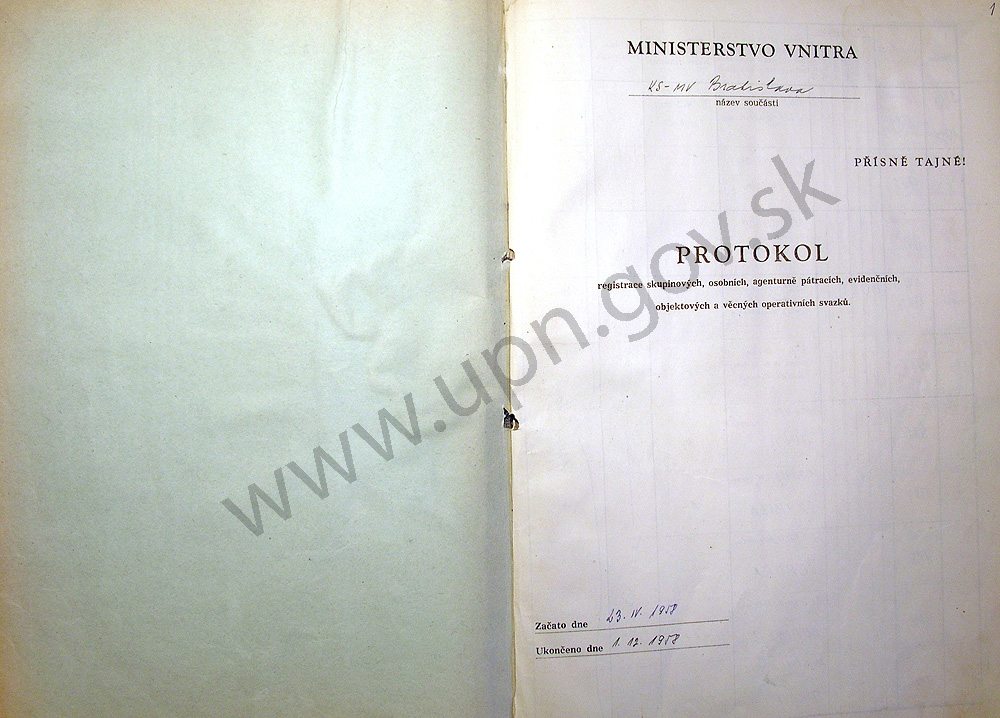 1
MINISTERSTVO VNITRA
KS-MV Bratislava
název součásti
PŘÍSNĚ TAJNÉ!
PROTOKOL
registrace skupinových, osobních, agenturně pátracích, evidenčních,
objektových a věcných operativních svazků.
www.upn.gov.sk
Začato dne 23. IV. 1958
Ukončeno dne 1. 12. 1958